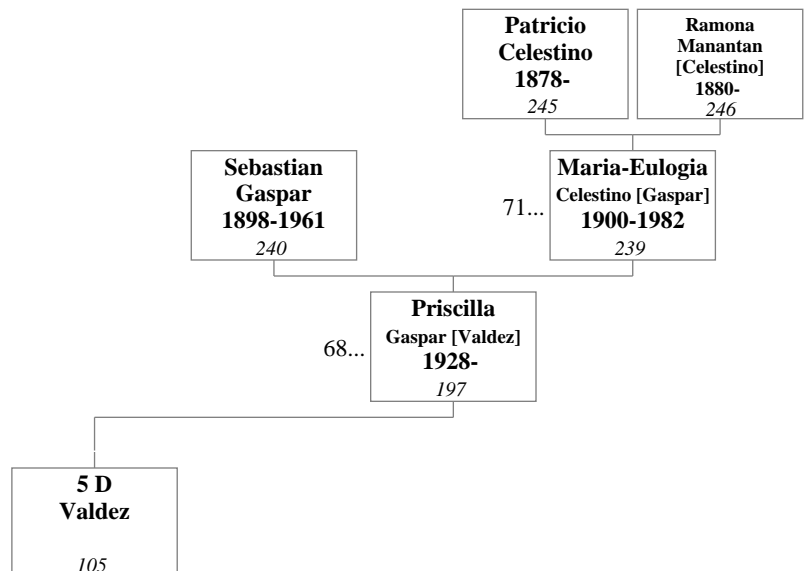 Patricio
Celestino
1878-
245
Ramona
Manantan
[Celestino]
1880-
246
Sebastian
Gaspar
1898-1961
240
71...
Maria-Eulogia
Celestino [Gaspar]
1900-1982
239
68...
Priscilla
Gaspar [Valdez]
1928-
197
5 D
Valdez
105